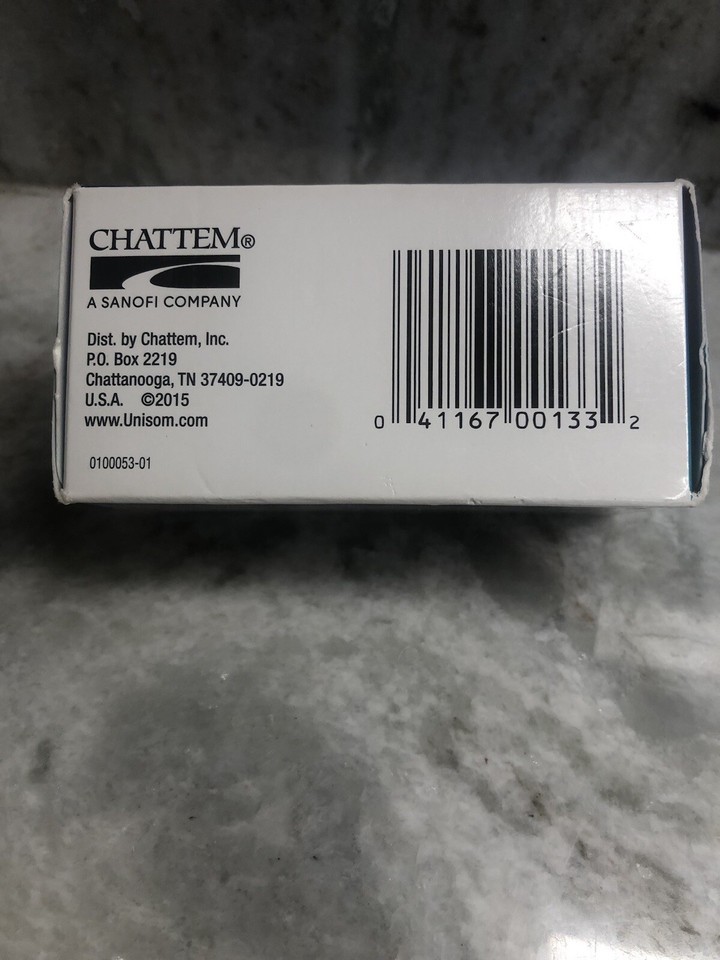 CHATTEM®
A SANOFI COMPANY
Dist. by Chattem, Inc.
P.O. Box 2219
Chattanooga, TN 37409-0219
U.S.A. ©2015
www.Unisom.com
0100053-01
0 41167 00133 2